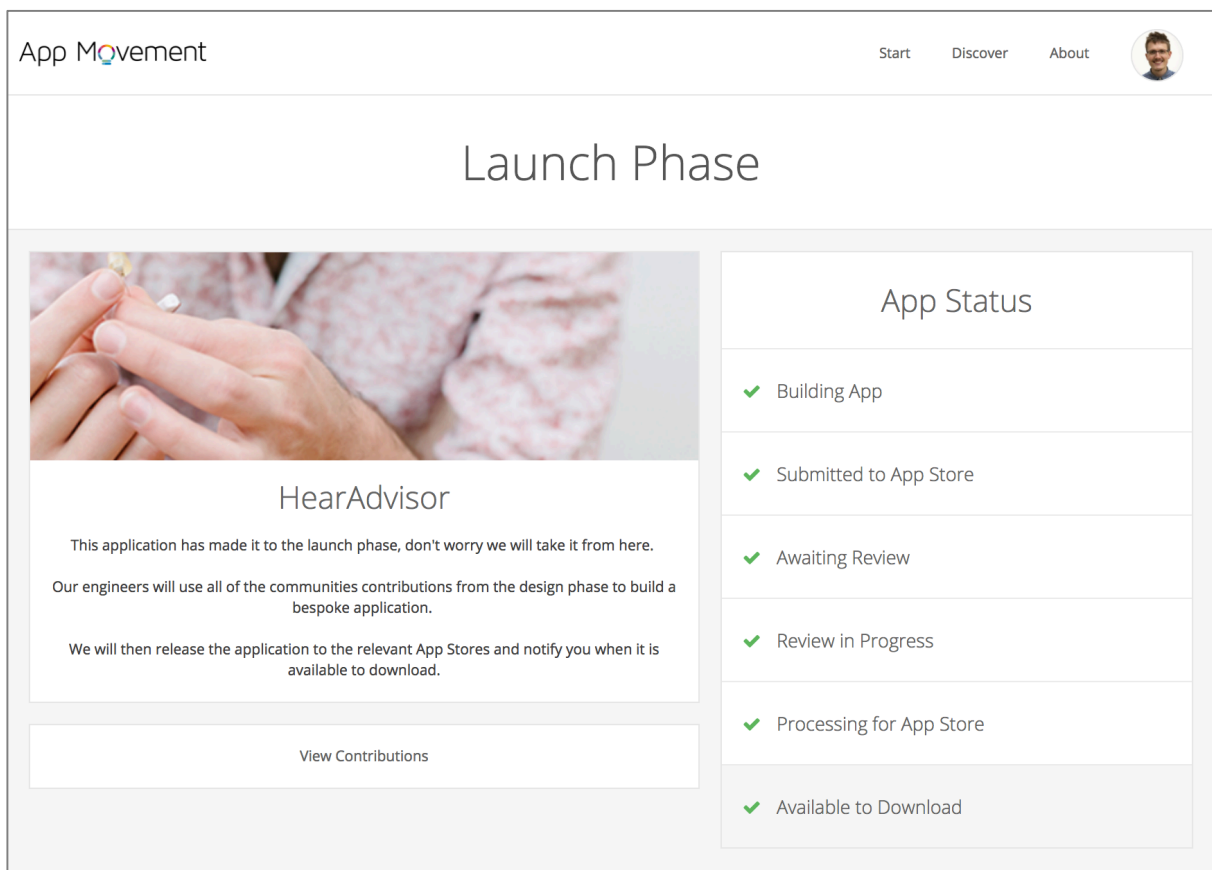 App Movement
Start
Discover
About
Launch Phase
HearAdvisor
This application has made it to the launch phase, don't worry we will take it from here.
Our engineers will use all of the communities contributions from the design phase to build a
bespoke application.
We will then release the application to the relevant App Stores and notify you when it is
available to download.
View Contributions
App Status
Building App
Submitted to App Store
Awaiting Review
Review in Progress
Processing for App Store
Available to Download